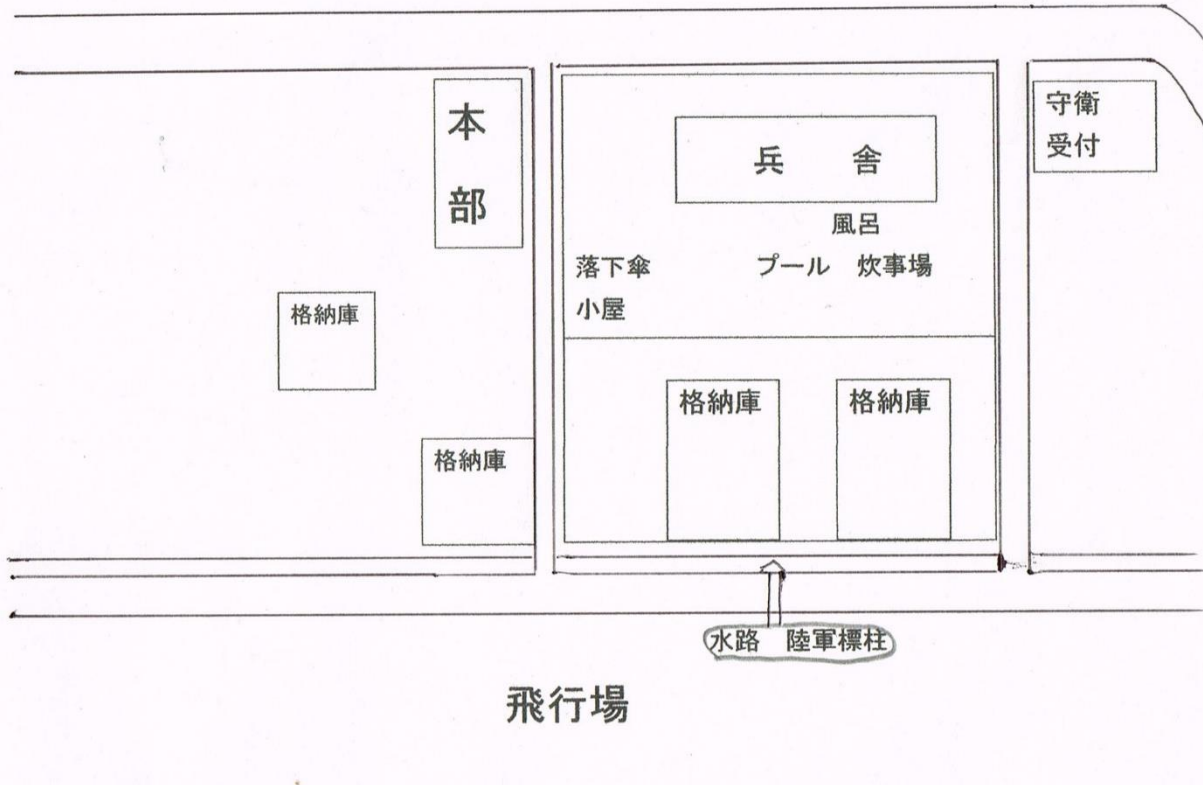 本
部
兵　舎
守衛
受付
風呂
落下傘
小屋
プール　炊事場
格納庫
格納庫
格納庫
格納庫
水路　陸軍標柱
飛行場